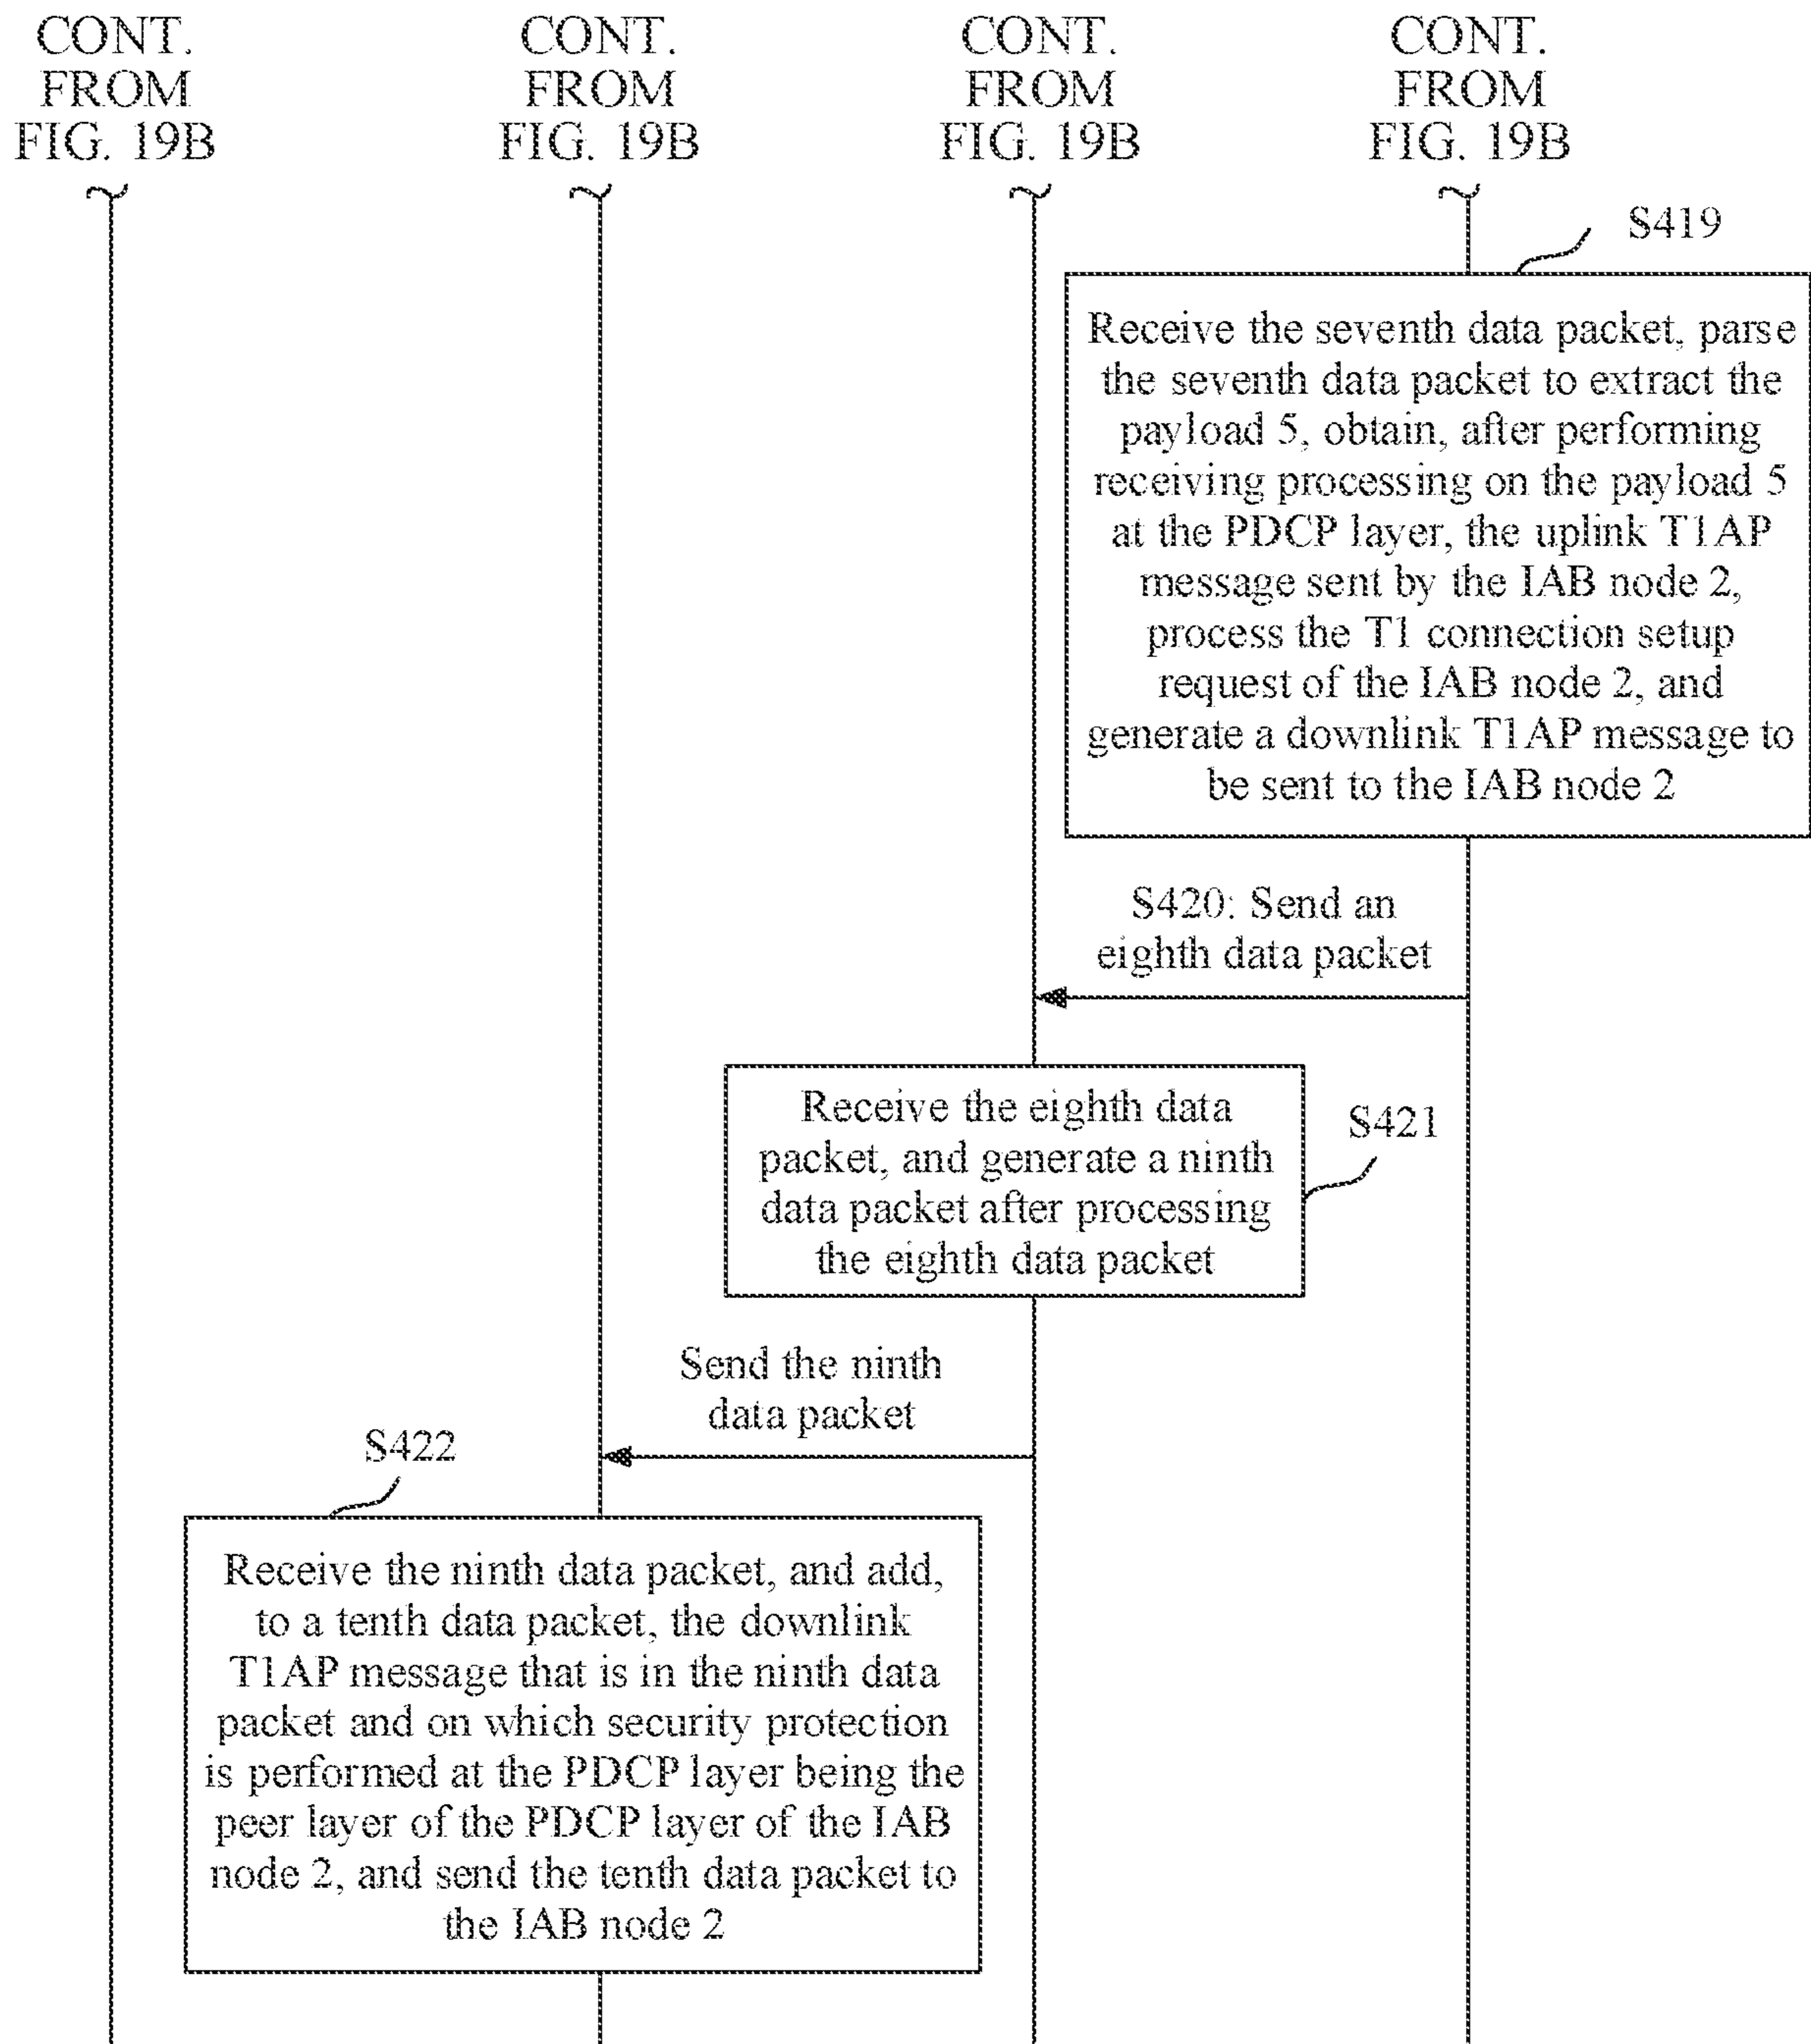 CONT.
FROM
FIG. 19B
CONT.
FROM
FIG. 19B
CONT.
FROM
FIG. 19B
CONT.
FROM
FIG. 19B
S419
Receive the seventh data packet, parse
the seventh data packet to extract the
payload 5, obtain, after performing
receiving processing on the payload 5
at the PDCP layer, the uplink T1AP
message sent by the IAB node 2,
process the T1 connection setup
request of the IAB node 2, and
generate a downlink T1AP message to
be sent to the IAB node 2
S420: Send an
eighth data packet
Receive the eighth data
packet, and generate a ninth
data packet after processing
the eighth data packet
S421
Send the ninth
data packet
S422
Receive the ninth data packet, and add,
to a tenth data packet, the downlink
T1AP message that is in the ninth data
packet and on which security protection
is performed at the PDCP layer being the
peer layer of the PDCP layer of the IAB
node 2, and send the tenth data packet to
the IAB node 2